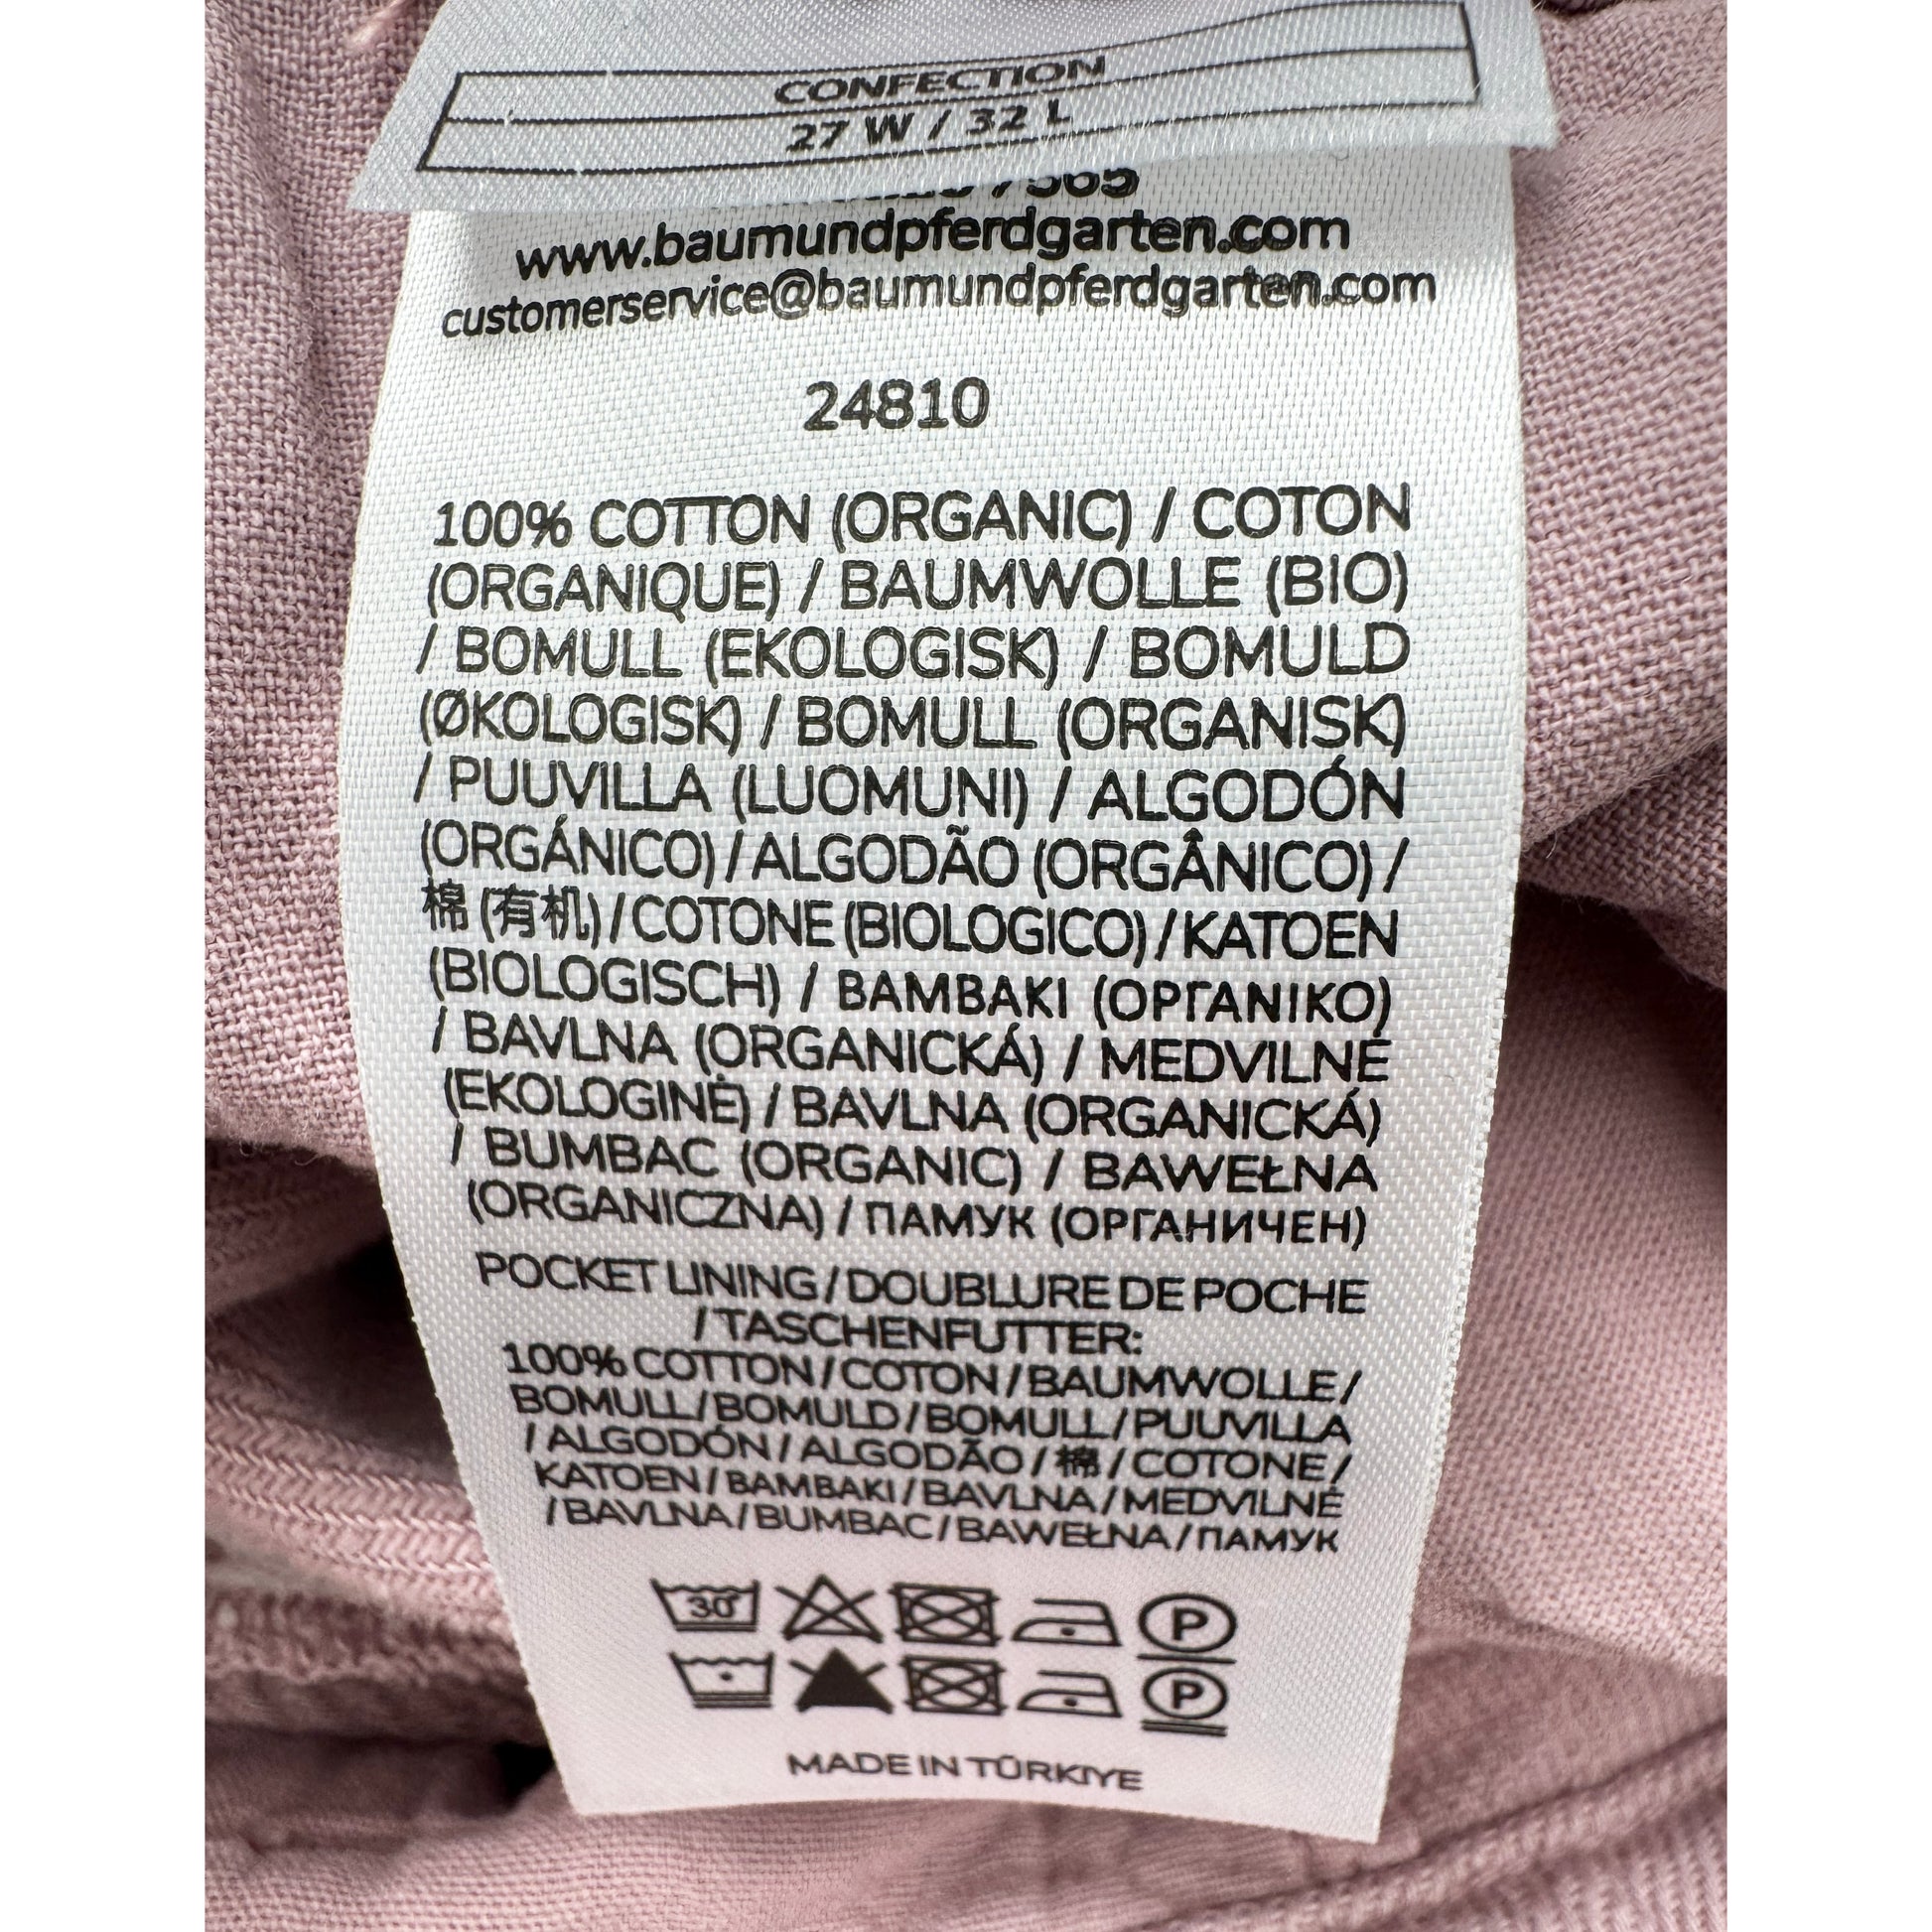 CONFECTION
27 W / 32 L
7565
www.baumundpferdgarten.com
customerservice@baumundpferdgarten.com
24810
100% COTTON (ORGANIC) / COTON
(ORGANIQUE) / BAUMWOLLE (BIO)
/ BOMULL (EKOLOGISK) / BOMULD
(ØKOLOGISK) / BOMULL (ORGANISK)
/ PUUVILLA (LUOMUNI) / ALGODÓN
(ORGÁNICO) / ALGODÃO (ORGÂNICO) /
棉 (有机) / COTONE (BIOLOGICO) / KATOEN
(BIOLOGISCH) / ΒΑΜΒΑΚΙ (ΟΡΓΑΝΙΚΟ)
/ BAVLNA (ORGANICKÁ) / MEDVILNĖ
(EKOLOGINĖ) / BAVLNA (ORGANICKÁ)
/ BUMBAC (ORGANIC) / BAWEŁNA
(ORGANICZNA) / ПАМУК (ОРГАНИЧЕН)
POCKET LINING / DOUBLURE DE POCHE
/ TASCHENFUTTER:
100% COTTON / COTON / BAUMWOLLE /
BOMULL / BOMULD / BOMULL / PUUVILLA
/ ALGODÓN / ALGODÃO / 棉 / COTONE /
KATOEN / ΒΑΜΒΑΚΙ / BAVLNA / MEDVILNĖ
/ BAVLNA / BUMBAC / BAWEŁNA / ПАМУК
30° P
P
MADE IN TÜRKIYE